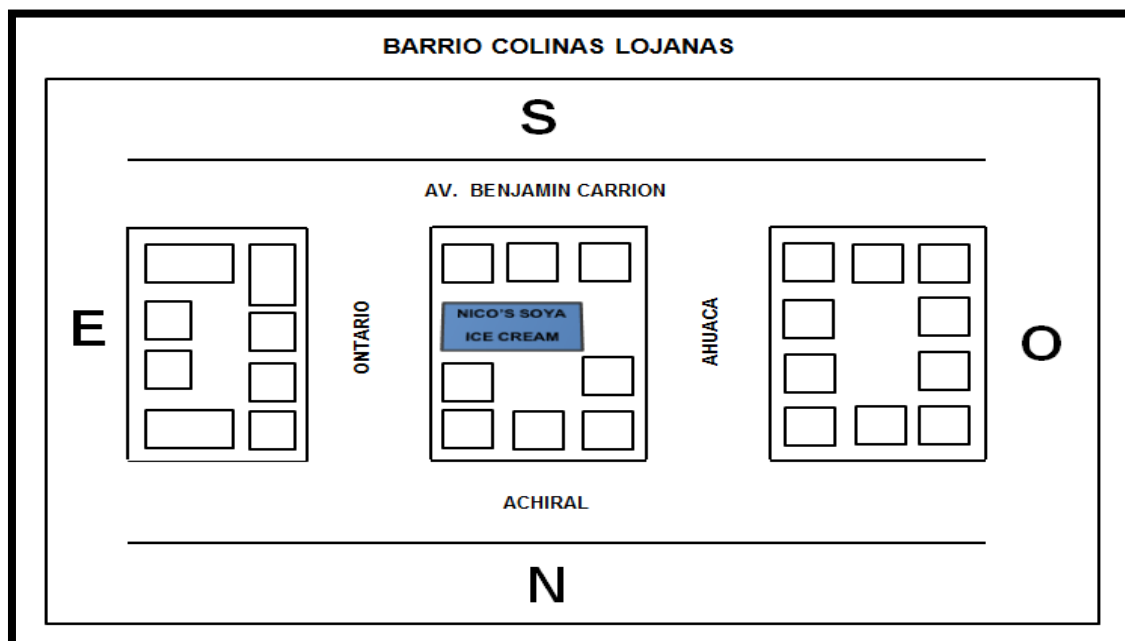 BARRIO COLINAS LOJANAS
S
AV. BENJAMIN CARRION
E
ONTARIO
NICO'S SOYA
ICE CREAM
AHUACA
O
ACHIRAL
N